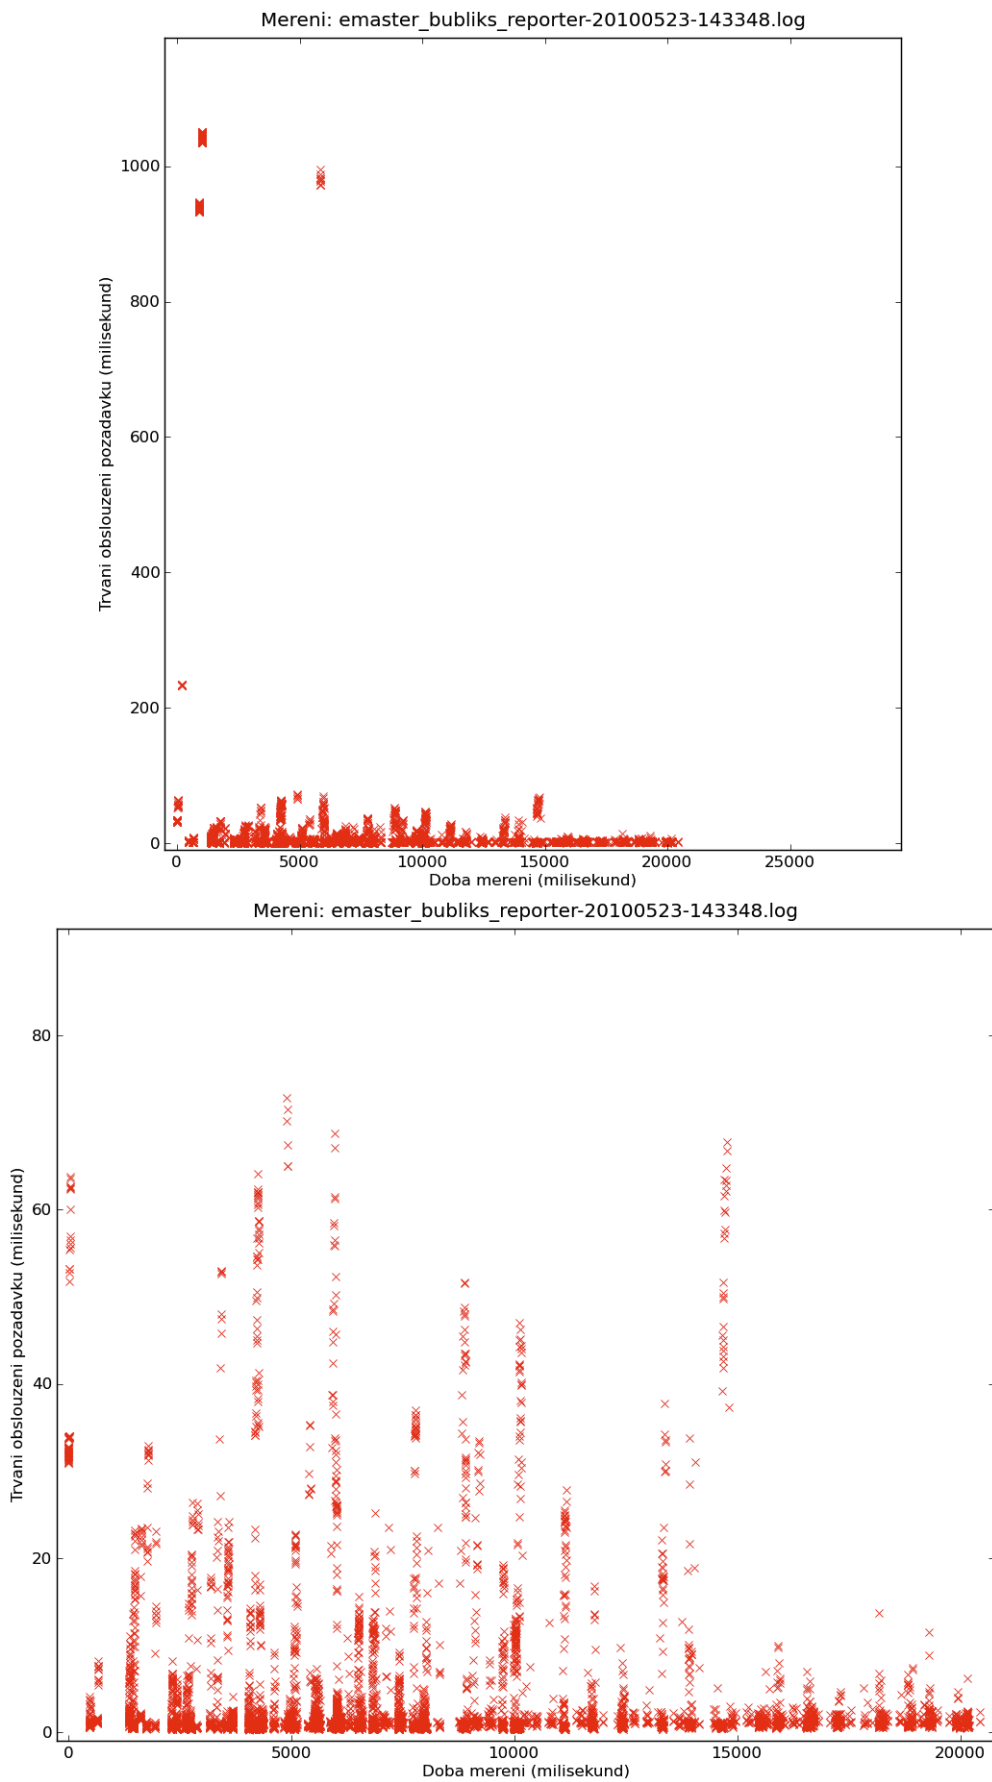 Mereni: emaster_bubliks_reporter-20100523-143348.log
Trvani obslouzeni pozadavku (milisekund)
1000
800
600
400
200
0
0 5000 10000 15000 20000 25000
Doba mereni (milisekund)
Mereni: emaster_bubliks_reporter-20100523-143348.log
Trvani obslouzeni pozadavku (milisekund)
80
60
40
20
0
0 5000 10000 15000 20000
Doba mereni (milisekund)